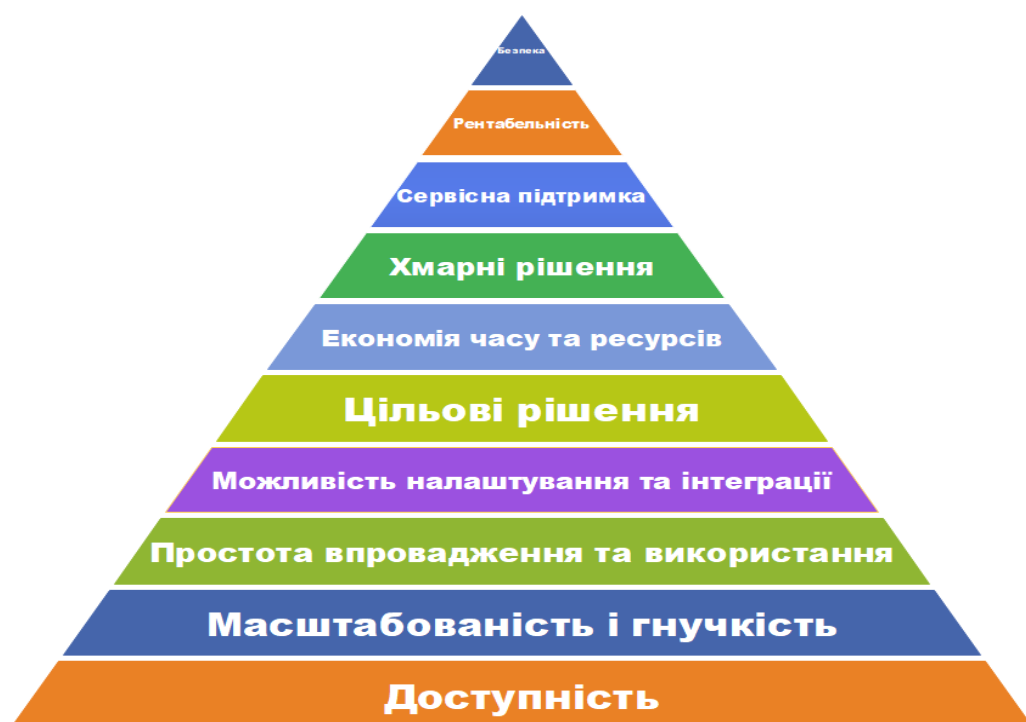 Безпека
Рентабельність
Сервісна підтримка
Хмарні рішення
Економія часу та ресурсів
Цільові рішення
Можливість налаштування та інтеграції
Простота впровадження та використання
Масштабованість і гнучкість
Доступність